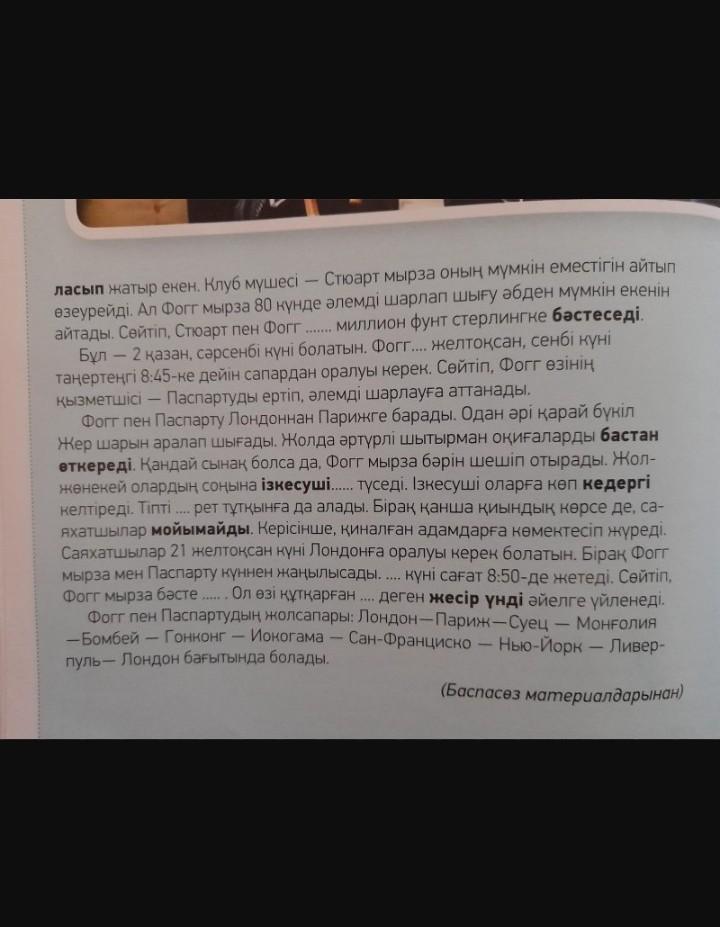 ласып жатыр екен. Клуб мүшесі — Стюарт мырза оның мүмкін еместігін айтып
өзеурейді. Ал Фогг мырза 80 күнде әлемді шарлап шығу әбден мүмкін екенін
айтады. Сөйтіп, Стюарт пен Фогг ....... миллион фунт стерлингке бәстеседі.
Бұл — 2 қазан, сәрсенбі күні болатын. Фогг.... желтоқсан, сенбі күні
таңертеңгі 8:45-ке дейін сапардан оралуы керек. Сөйтіп, Фогг өзінің
қызметшісі — Паспартуды ертіп, әлемді шарлауға аттанады.
Фогг пен Паспарту Лондоннан Парижге барады. Одан әрі қарай бүкіл
Жер шарын аралап шығады. Жолда әртүрлі шытырман оқиғаларды бастан
өткереді. Қандай сынақ болса да, Фогг мырза бәрін шешіп отырады. Жол-
жөнекей олардың соңына ізкесуші...... түседі. Ізкесуші оларға көп кедергі
келтіреді. Тіпті .... рет тұтқынға да алады. Бірақ қанша қиындық көрсе де, са-
яхатшылар мойымайды. Керісінше, қиналған адамдарға көмектесіп жүреді.
Саяхатшылар 21 желтоқсан күні Лондонға оралуы керек болатын. Бірақ Фогг
мырза мен Паспарту күннен жаңылысады. .... күні сағат 8:50-де жетеді. Сөйтіп,
Фогг мырза бәсте ..... . Ол өзі құтқарған .... деген жесір үнді әйелге үйленеді.
Фогг пен Паспартудың жолсапары: Лондон—Париж—Суец — Монғолия
—Бомбей — Гонконг — Иокогама — Сан-Франциско — Нью-Йорк — Ливер-
пуль— Лондон бағытында болады.
(Баспасөз материалдарынан)